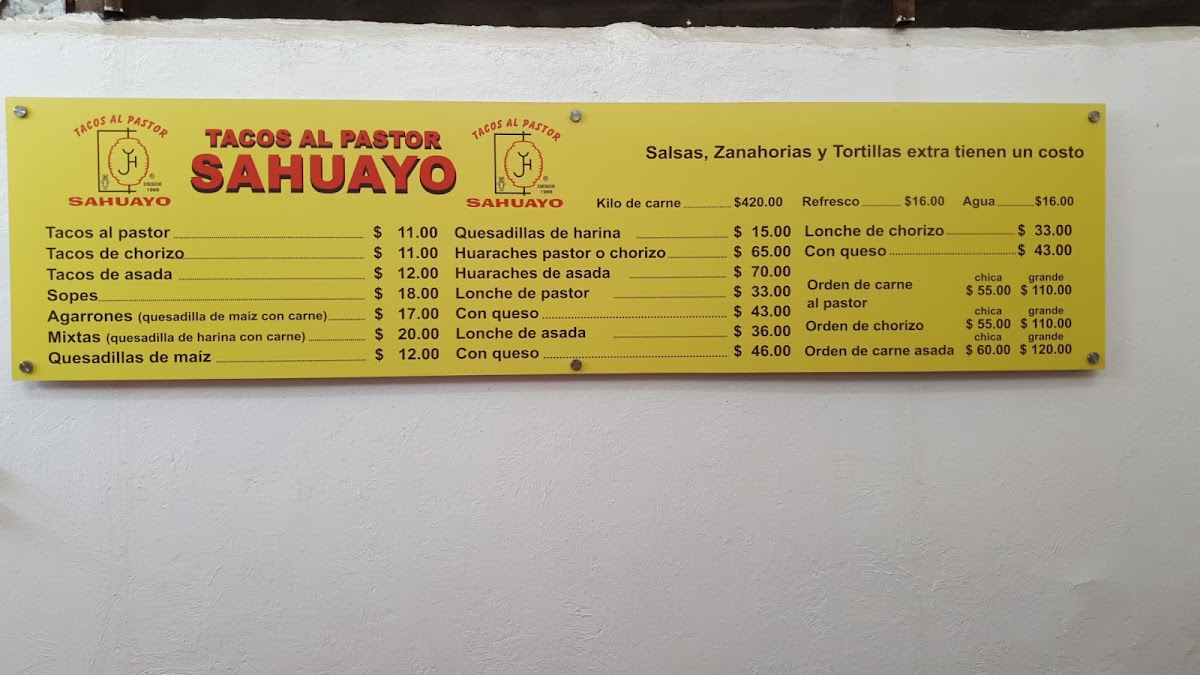 TACOS AL PASTOR
JH
®
DESDE
1966
SAHUAYO
TACOS AL PASTOR
SAHUAYO
TACOS AL PASTOR
JH
®
DESDE
1966
SAHUAYO
Salsas, Zanahorias y Tortillas extra tienen un costo
Kilo de carne $420.00 Refresco $16.00 Agua $16.00
Tacos al pastor $ 11.00
Tacos de chorizo $ 11.00
Tacos de asada $ 12.00
Sopes $ 18.00
Agarrones (quesadilla de maíz con carne) $ 17.00
Mixtas (quesadilla de harina con carne) $ 20.00
Quesadillas de maíz $ 12.00
Quesadillas de harina $ 15.00
Huaraches pastor o chorizo $ 65.00
Huaraches de asada $ 70.00
Lonche de pastor $ 33.00
Con queso $ 43.00
Lonche de asada $ 36.00
Con queso $ 46.00
Lonche de chorizo $ 33.00
Con queso $ 43.00
chica grande
Orden de carne $ 55.00 $ 110.00
al pastor
chica grande
Orden de chorizo $ 55.00 $ 110.00
chica grande
Orden de carne asada $ 60.00 $ 120.00